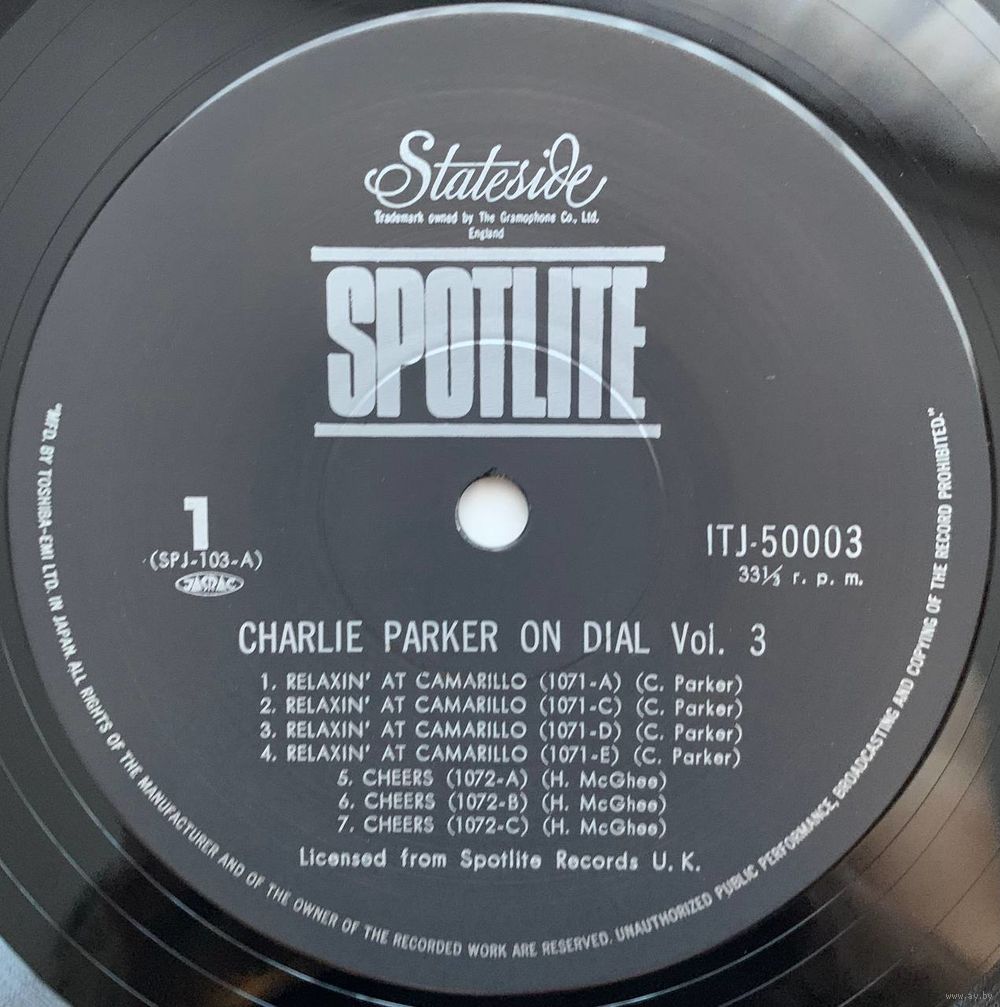 Stateside
Trademark owned by The Gramophone Co., Ltd.
England
SPOTLITE
1
(SPJ-103-A)
JASRAC
ITJ-50003
33⅓ r. p. m.
CHARLIE PARKER ON DIAL Vol. 3
1. RELAXIN' AT CAMARILLO (1071-A) (C. Parker)
2. RELAXIN' AT CAMARILLO (1071-C) (C. Parker)
3. RELAXIN' AT CAMARILLO (1071-D) (C. Parker)
4. RELAXIN' AT CAMARILLO (1071-E) (C. Parker)
5. CHEERS (1072-A) (H. McGhee)
6. CHEERS (1072-B) (H. McGhee)
7. CHEERS (1072-C) (H. McGhee)
Licensed from Spotlite Records U. K.
"MFD. BY TOSHIBA-EMI LTD. IN JAPAN. ALL RIGHTS OF THE MANUFACTURER AND OF THE OWNER OF THE RECORDED WORK ARE RESERVED. UNAUTHORIZED PUBLIC PERFORMANCE, BROADCASTING AND COPYING OF THE RECORD PROHIBITED."
www.ay.by